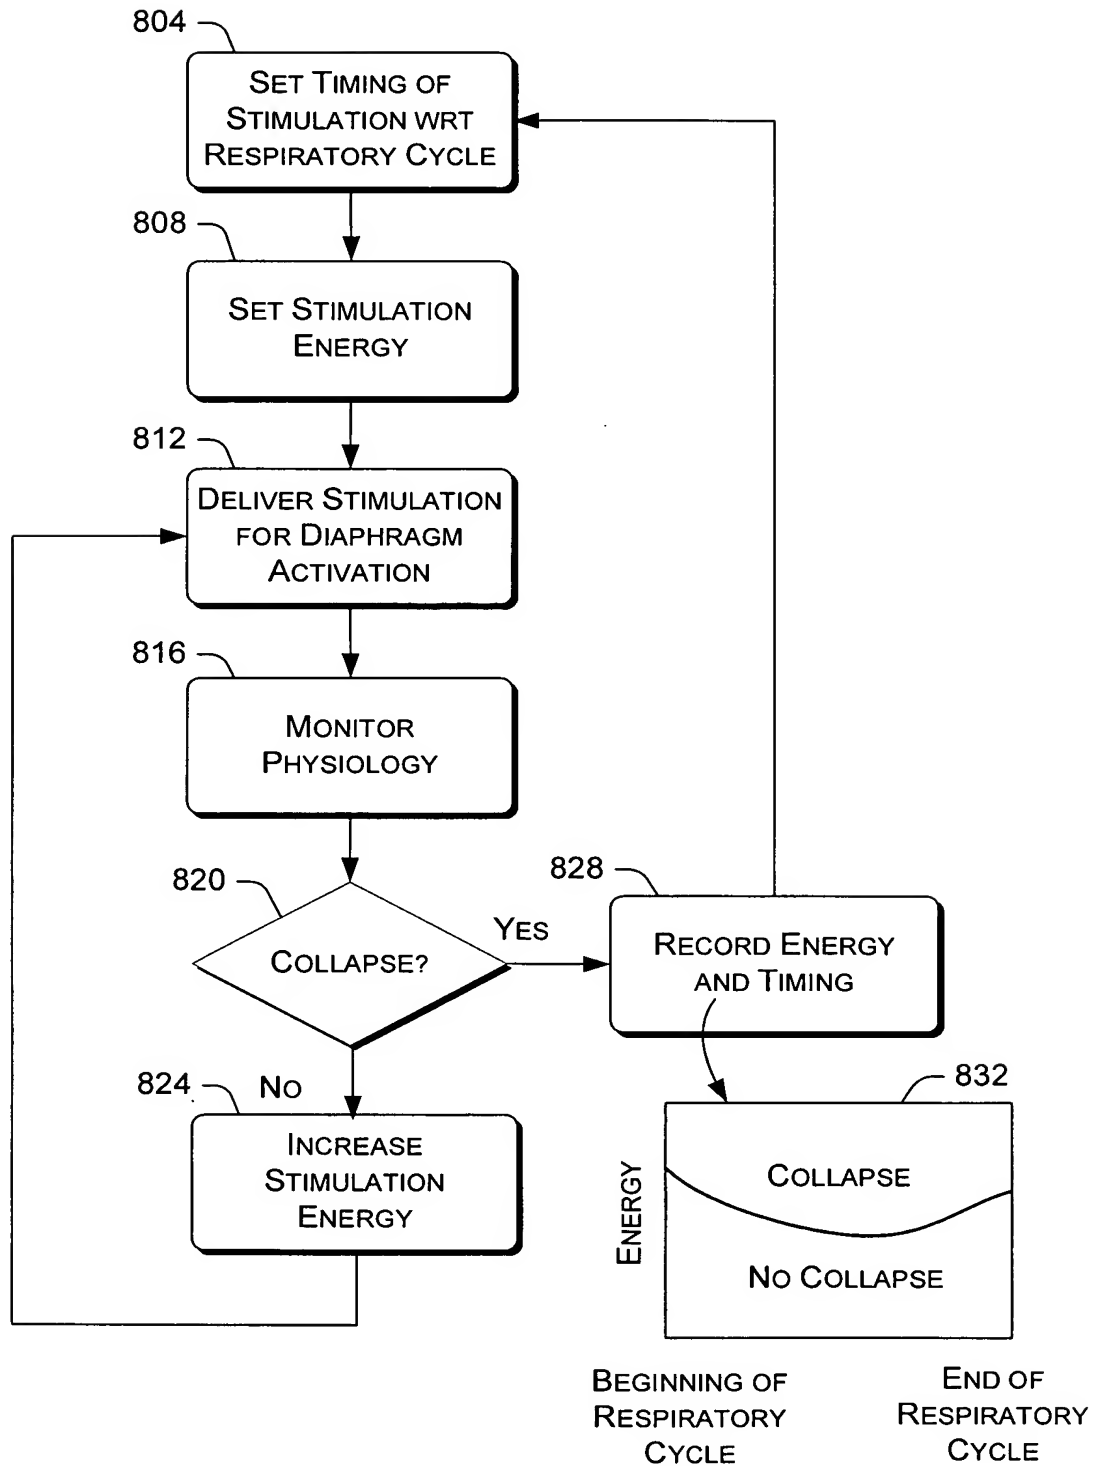 804
SET TIMING OF
STIMULATION WRT
RESPIRATORY CYCLE
808
SET STIMULATION
ENERGY
812
DELIVER STIMULATION
FOR DIAPHRAGM
ACTIVATION
816
MONITOR
PHYSIOLOGY
820
COLLAPSE?
YES
828
RECORD ENERGY
AND TIMING
NO
824
INCREASE
STIMULATION
ENERGY
832
ENERGY
COLLAPSE
NO COLLAPSE
BEGINNING OF
RESPIRATORY
CYCLE
END OF
RESPIRATORY
CYCLE